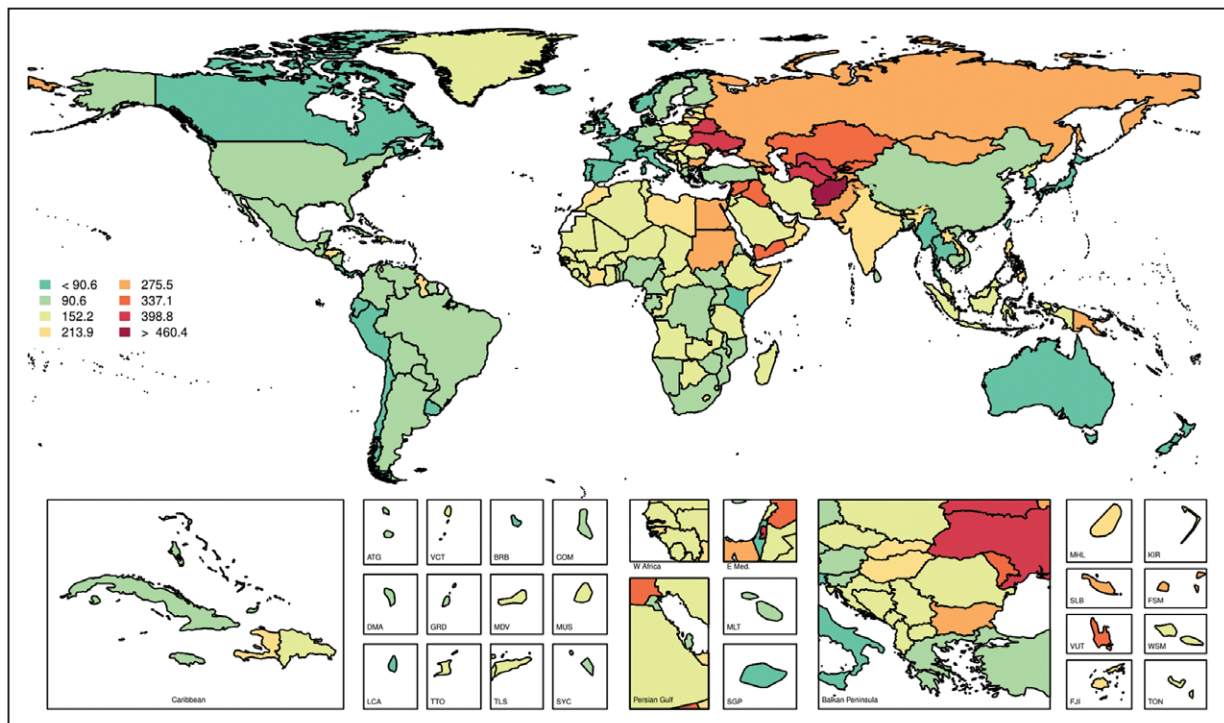 < 90.6 275.5
90.6 337.1
152.2 398.8
213.9 > 460.4
Caribbean
ATG VCT BRB COM
DMA GRD MDV MUS
LCA TTO TLS SYC
W Africa E Med.
Persian Gulf
MLT
SGP
Balkan Peninsula
MHL KIR
SLB FSM
VUT WSM
FJI TON